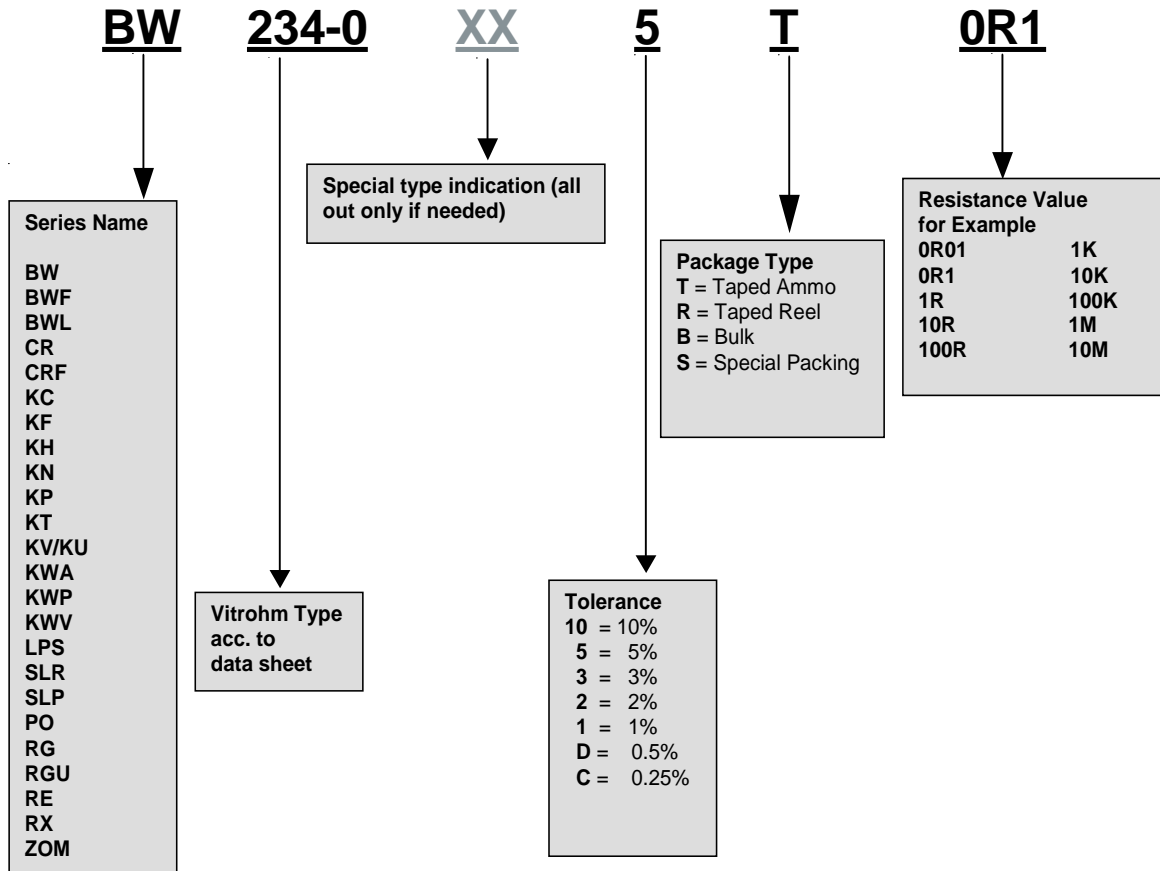 BW 234-0 XX 5 T 0R1
Series Name
BW
BWF
BWL
CR
CRF
KC
KF
KH
KN
KP
KT
KV/KU
KWA
KWP
KWV
LPS
SLR
SLP
PO
RG
RGU
RE
RX
ZOM
Vitrohm Type
acc. to
data sheet
Special type indication (all
out only if needed)
Tolerance
10 = 10%
5 = 5%
3 = 3%
2 = 2%
1 = 1%
D = 0.5%
C = 0.25%
Package Type
T = Taped Ammo
R = Taped Reel
B = Bulk
S = Special Packing
Resistance Value
for Example
0R01 1K
0R1 10K
1R 100K
10R 1M
100R 10M